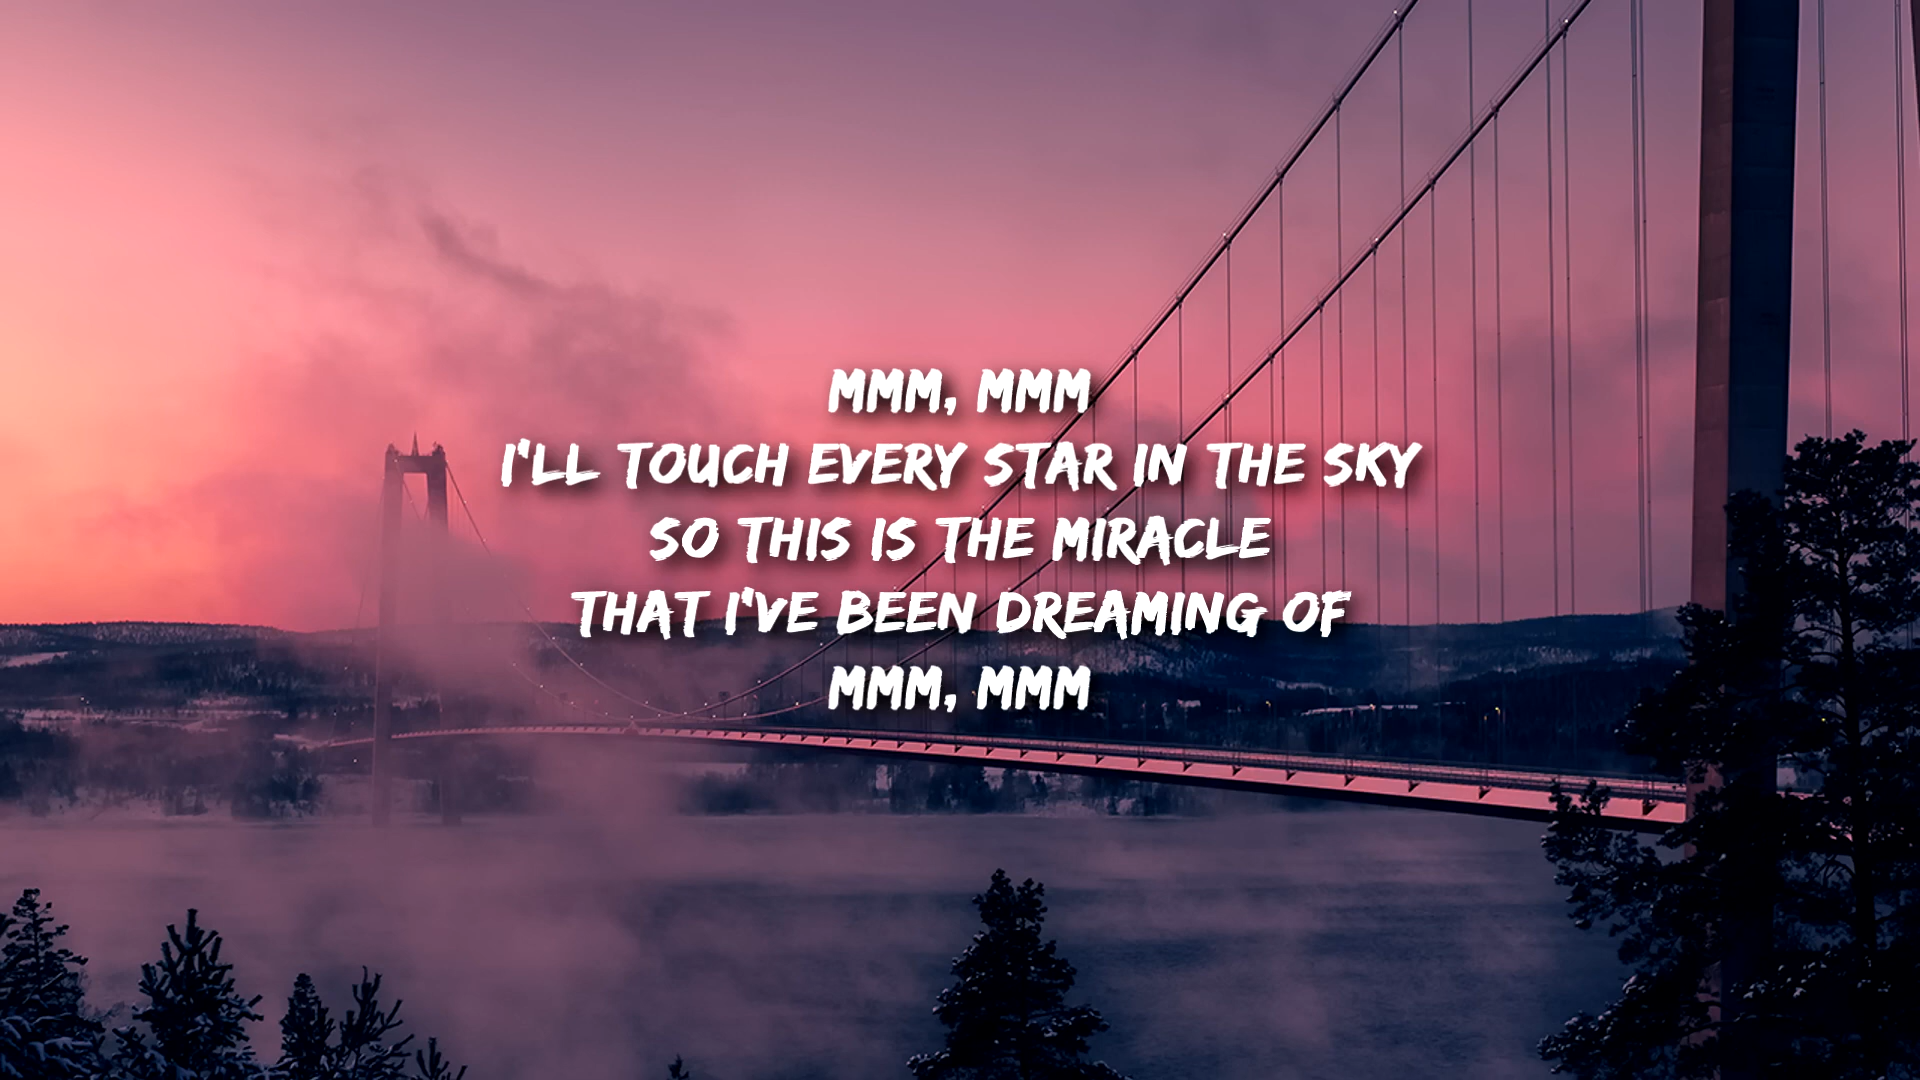 MMM, MMM
I'LL TOUCH EVERY STAR IN THE SKY
SO THIS IS THE MIRACLE
THAT I'VE BEEN DREAMING OF
MMM, MMM